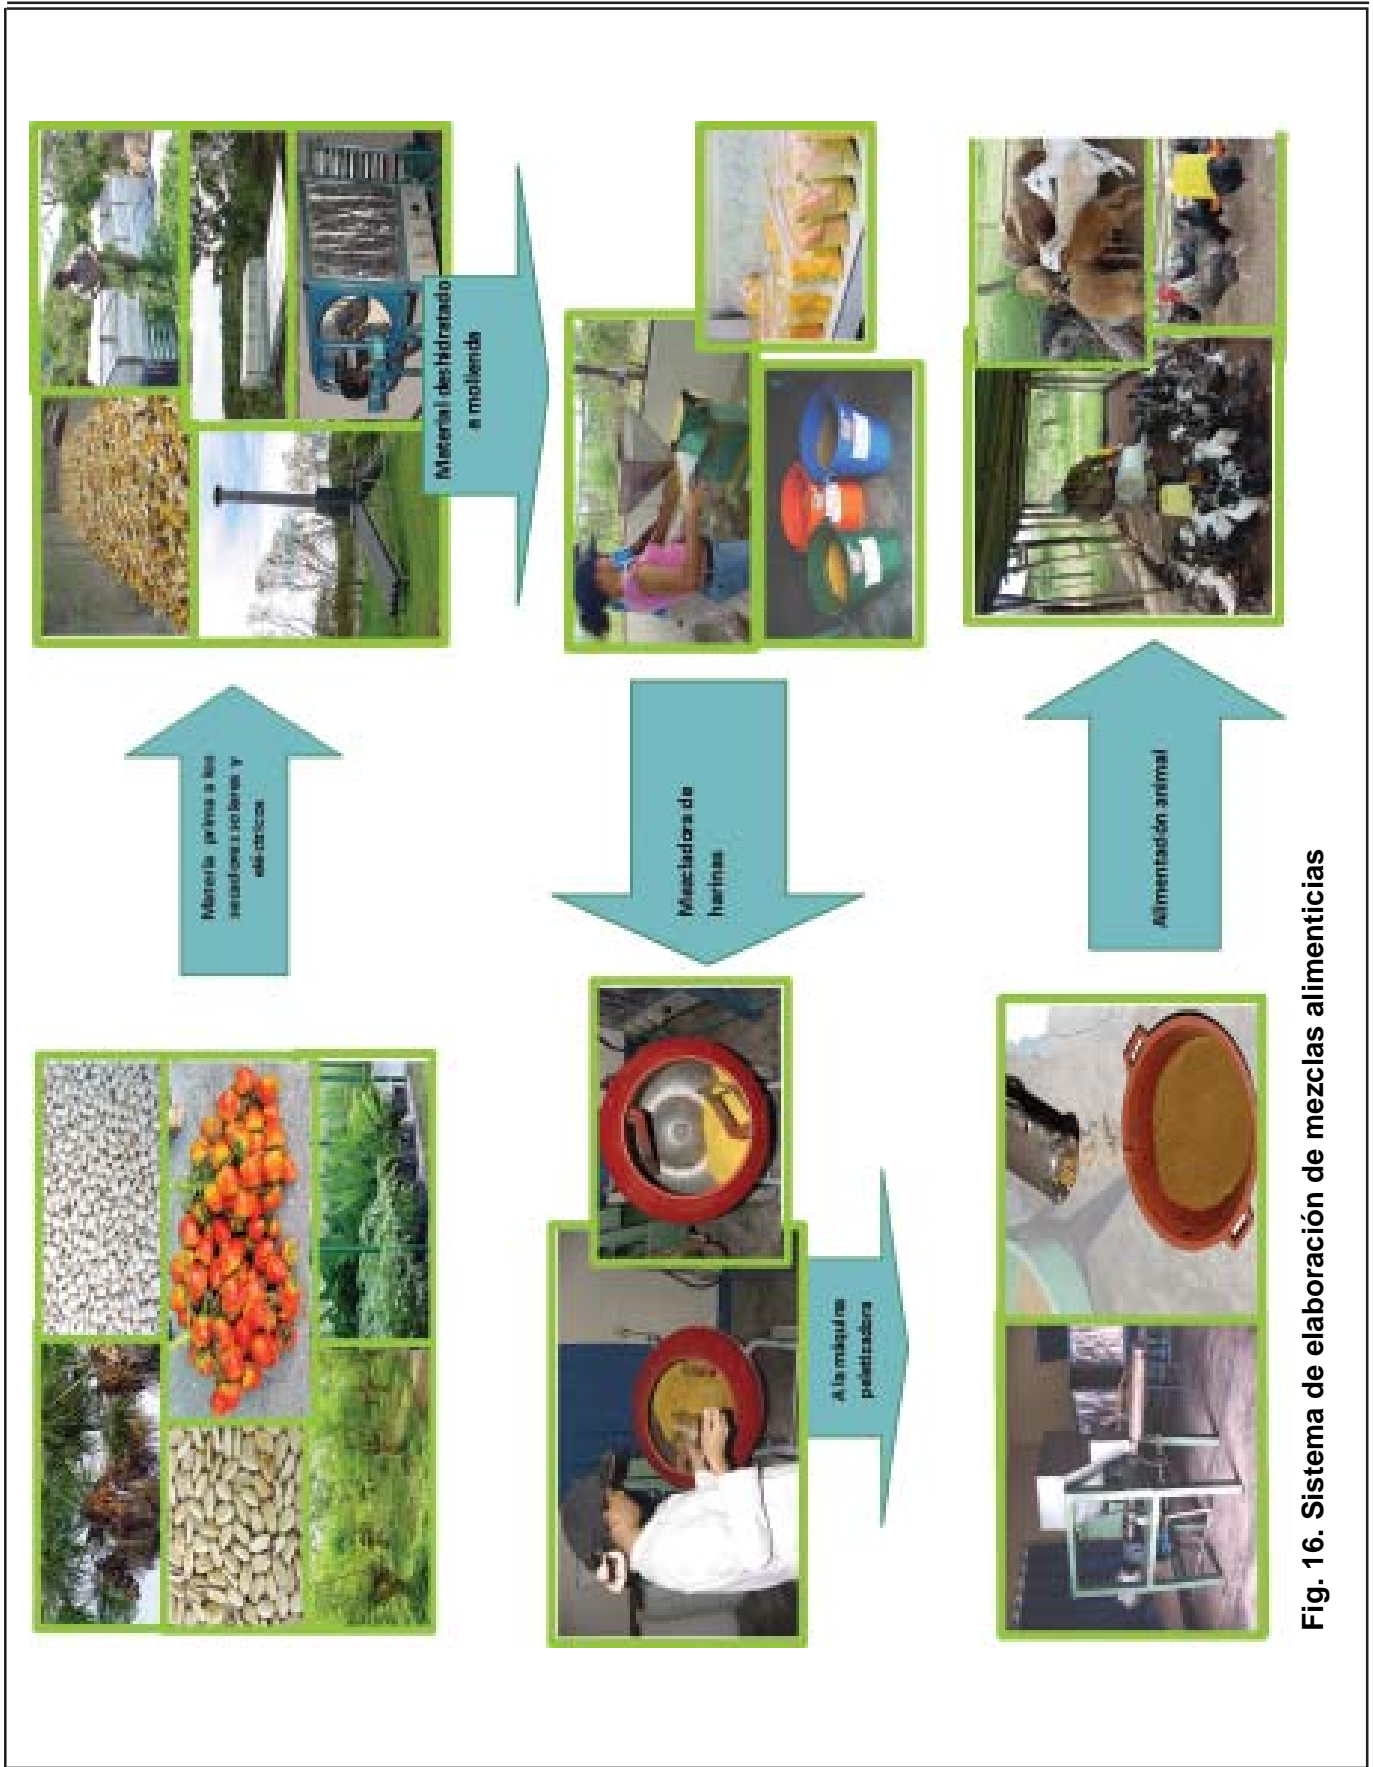 Materia prima a los
secadores solares y
eléctricos
Material deshidratado
a molienda
Mezcladora de
harinas
A la máquina
peletizadora
Alimentación animal
Fig. 16. Sistema de elaboración de mezclas alimenticias